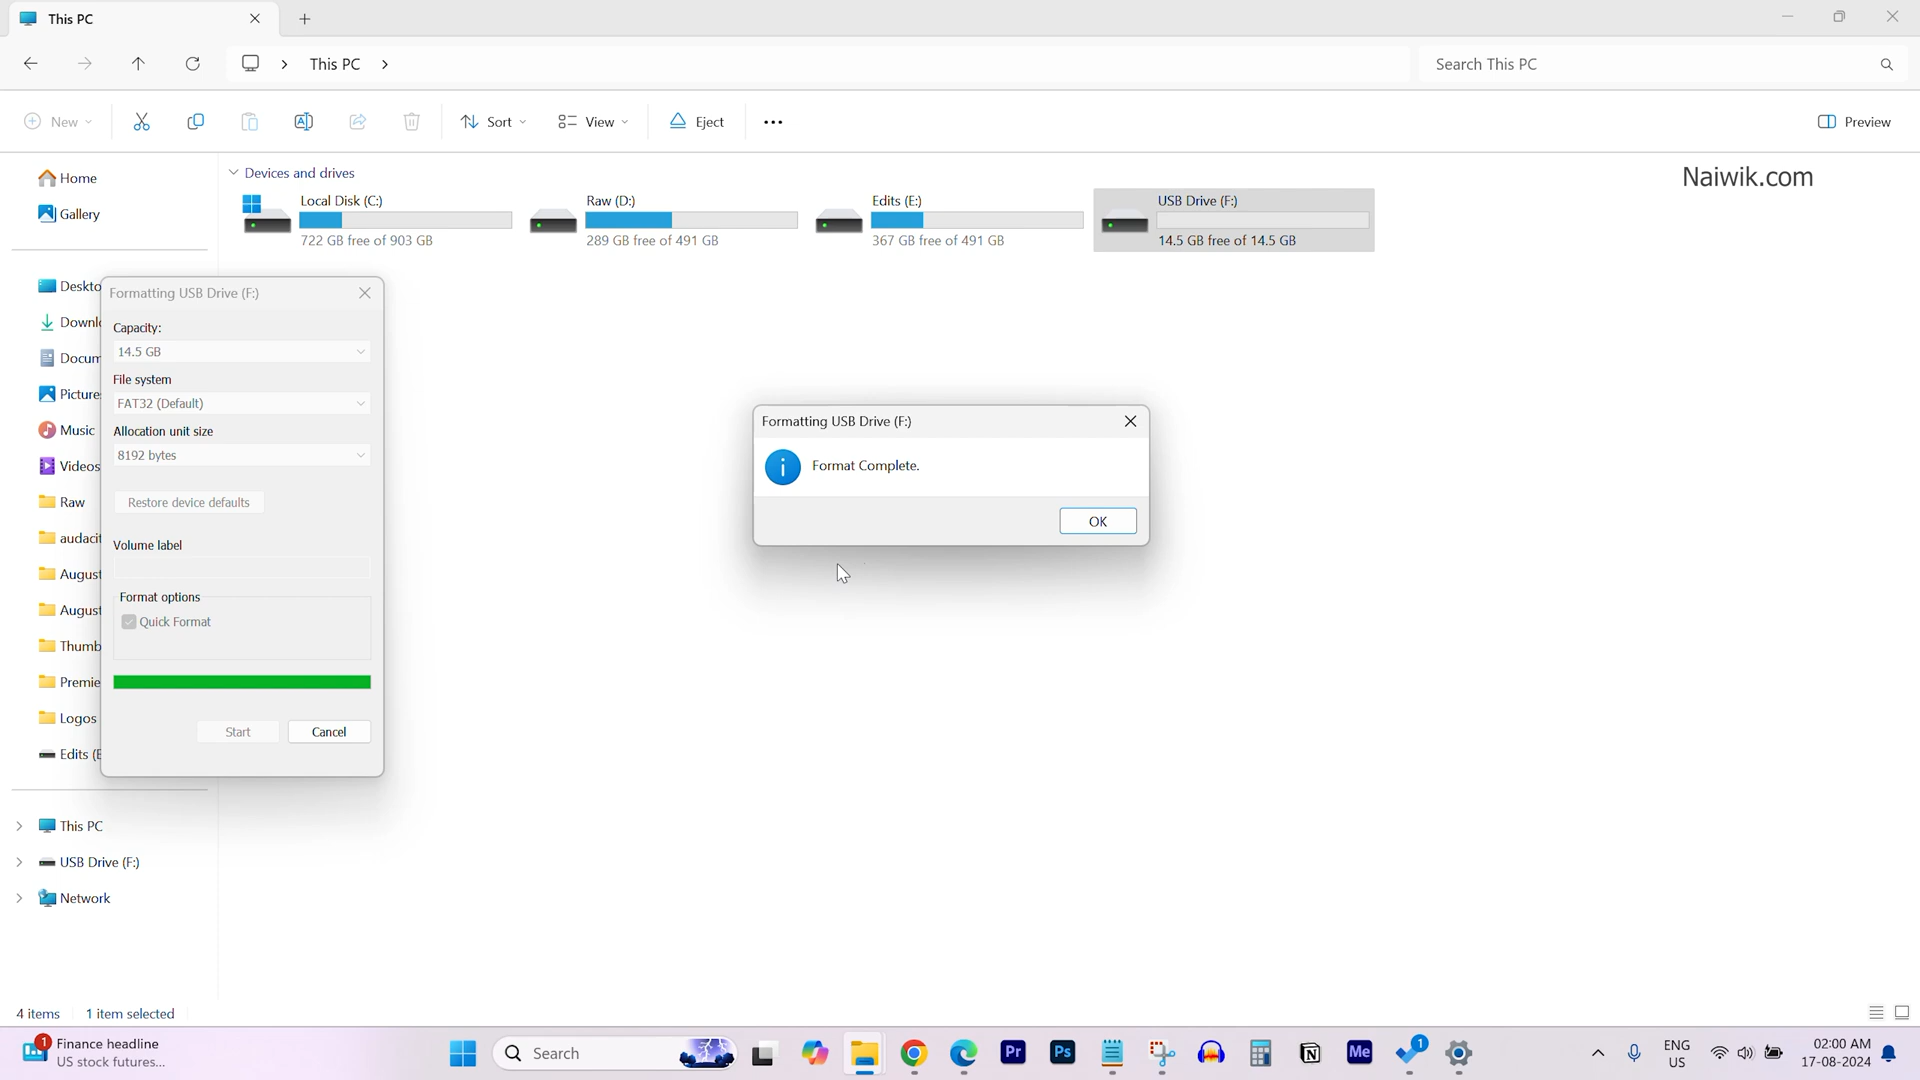 This PC
This PC
Search This PC
New
Sort
View
Eject
Preview
Home
Gallery
Devices and drives
Local Disk (C:)
722 GB free of 903 GB
Raw (D:)
289 GB free of 491 GB
Edits (E:)
367 GB free of 491 GB
USB Drive (F:)
14.5 GB free of 14.5 GB
Naiwik.com
Deskto
Downl
Docum
Picture
Music
Videos
Raw
audacit
August
August
Thumb
Premie
Logos
Edits (E
This PC
USB Drive (F:)
Network
Formatting USB Drive (F:)
Capacity:
14.5 GB
File system
FAT32 (Default)
Allocation unit size
8192 bytes
Restore device defaults
Volume label
Format options
Quick Format
Start
Cancel
Formatting USB Drive (F:)
i
Format Complete.
OK
4 items
1 item selected
1
Finance headline
US stock futures...
Search
Pr
Ps
N
Me
1
ENG
US
02:00 AM
17-08-2024